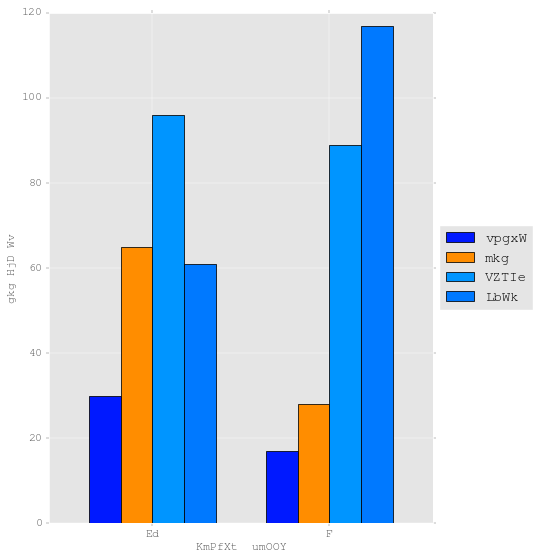 120
100
80
60
40
20
0
gkg HjD Wv
Ed
F
KmPfXt umOOY
vpgxW
mkg
VZTIe
LbWk